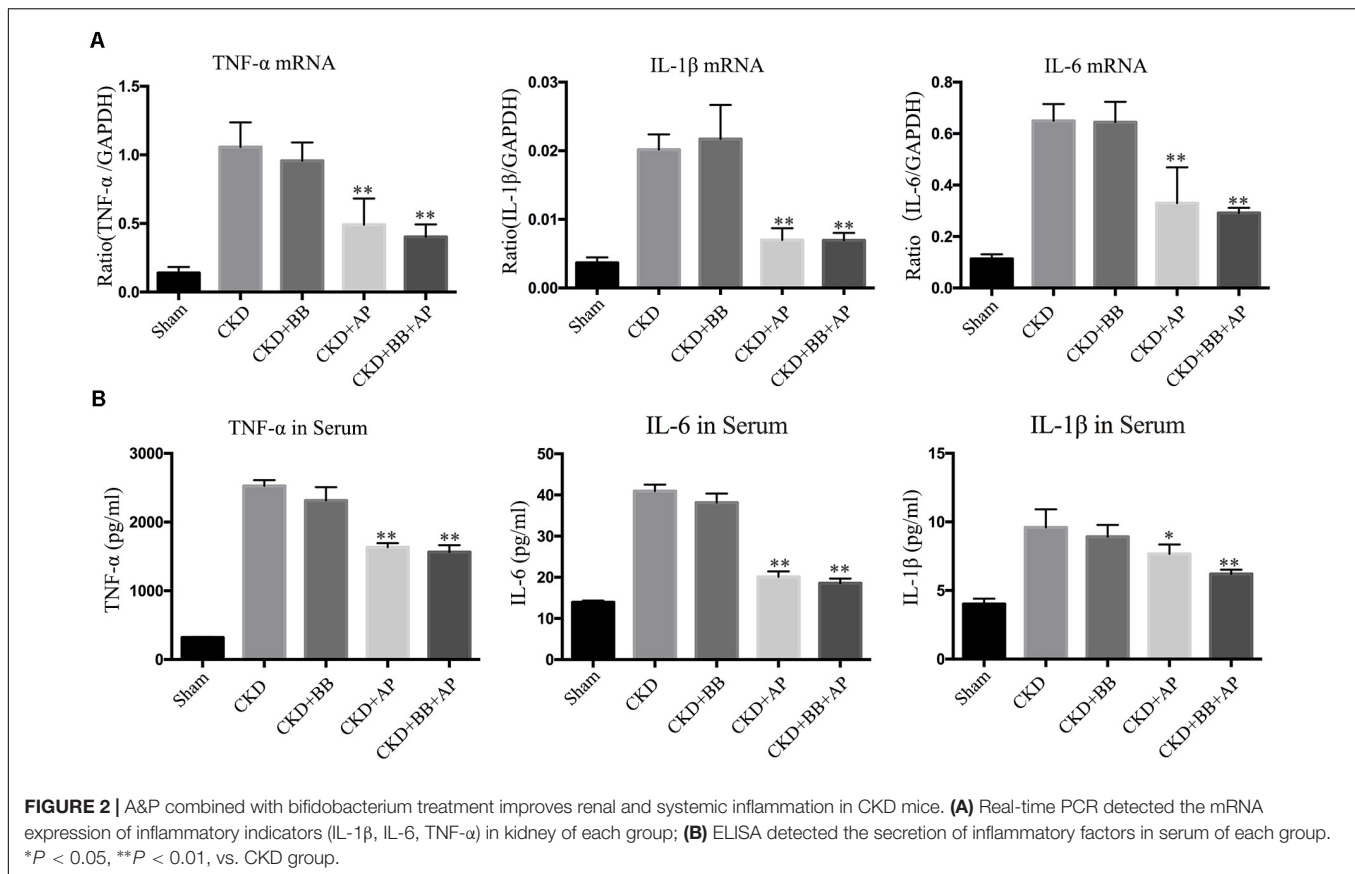 A
TNF-α mRNA
Ratio(TNF-α /GAPDH)
1.5
1.0
0.5
0.0
**
**
Sham
CKD
CKD+BB
CKD+AP
CKD+BB+AP
IL-1β mRNA
Ratio(IL-1β/GAPDH)
0.03
0.02
0.01
0.00
**
**
Sham
CKD
CKD+BB
CKD+AP
CKD+BB+AP
IL-6 mRNA
Ratio (IL-6/GAPDH)
0.8
0.6
0.4
0.2
0.0
**
**
Sham
CKD
CKD+BB
CKD+AP
CKD+BB+AP
B
TNF-α in Serum
TNF-α (pg/ml)
3000
2000
1000
0
**
**
Sham
CKD
CKD+BB
CKD+AP
CKD+BB+AP
IL-6 in Serum
IL-6 (pg/ml)
50
40
30
20
10
0
**
**
Sham
CKD
CKD+BB
CKD+AP
CKD+BB+AP
IL-1β in Serum
IL-1β (pg/ml)
15
10
5
0
*
**
Sham
CKD
CKD+BB
CKD+AP
CKD+BB+AP
FIGURE 2 | A&P combined with bifidobacterium treatment improves renal and systemic inflammation in CKD mice. (A) Real-time PCR detected the mRNA
expression of inflammatory indicators (IL-1β, IL-6, TNF-α) in kidney of each group; (B) ELISA detected the secretion of inflammatory factors in serum of each group.
*P < 0.05, **P < 0.01, vs. CKD group.